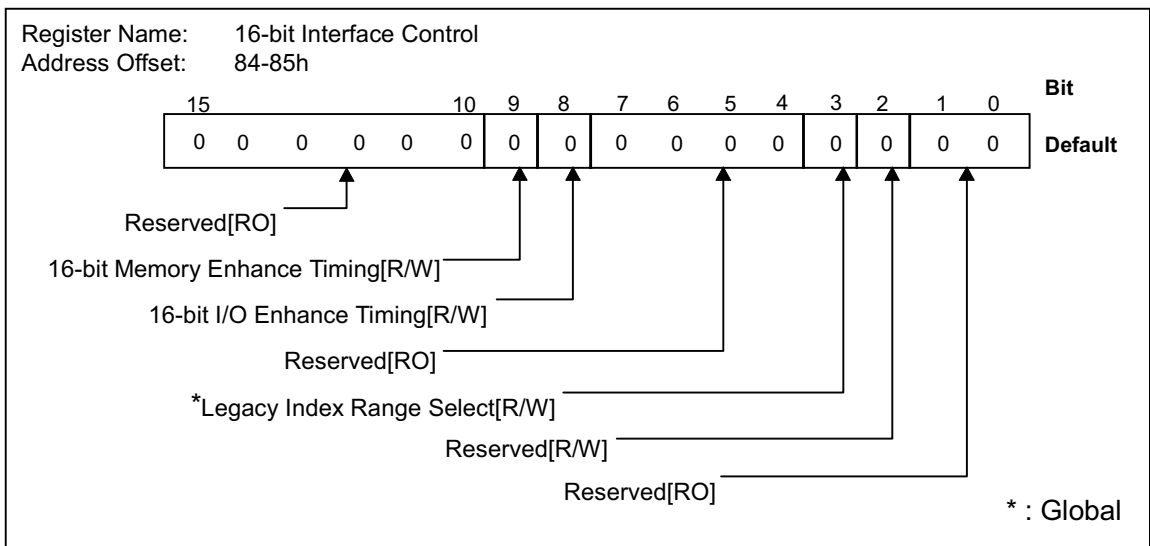 Register Name: 16-bit Interface Control
Address Offset: 84-85h
Bit
15 10 9 8 7 6 5 4 3 2 1 0
0 0 0 0 0 0 0 0 0 0 0 0 0 0 0 0 Default
Reserved[RO]
16-bit Memory Enhance Timing[R/W]
16-bit I/O Enhance Timing[R/W]
Reserved[RO]
*Legacy Index Range Select[R/W]
Reserved[R/W]
Reserved[RO]
* : Global